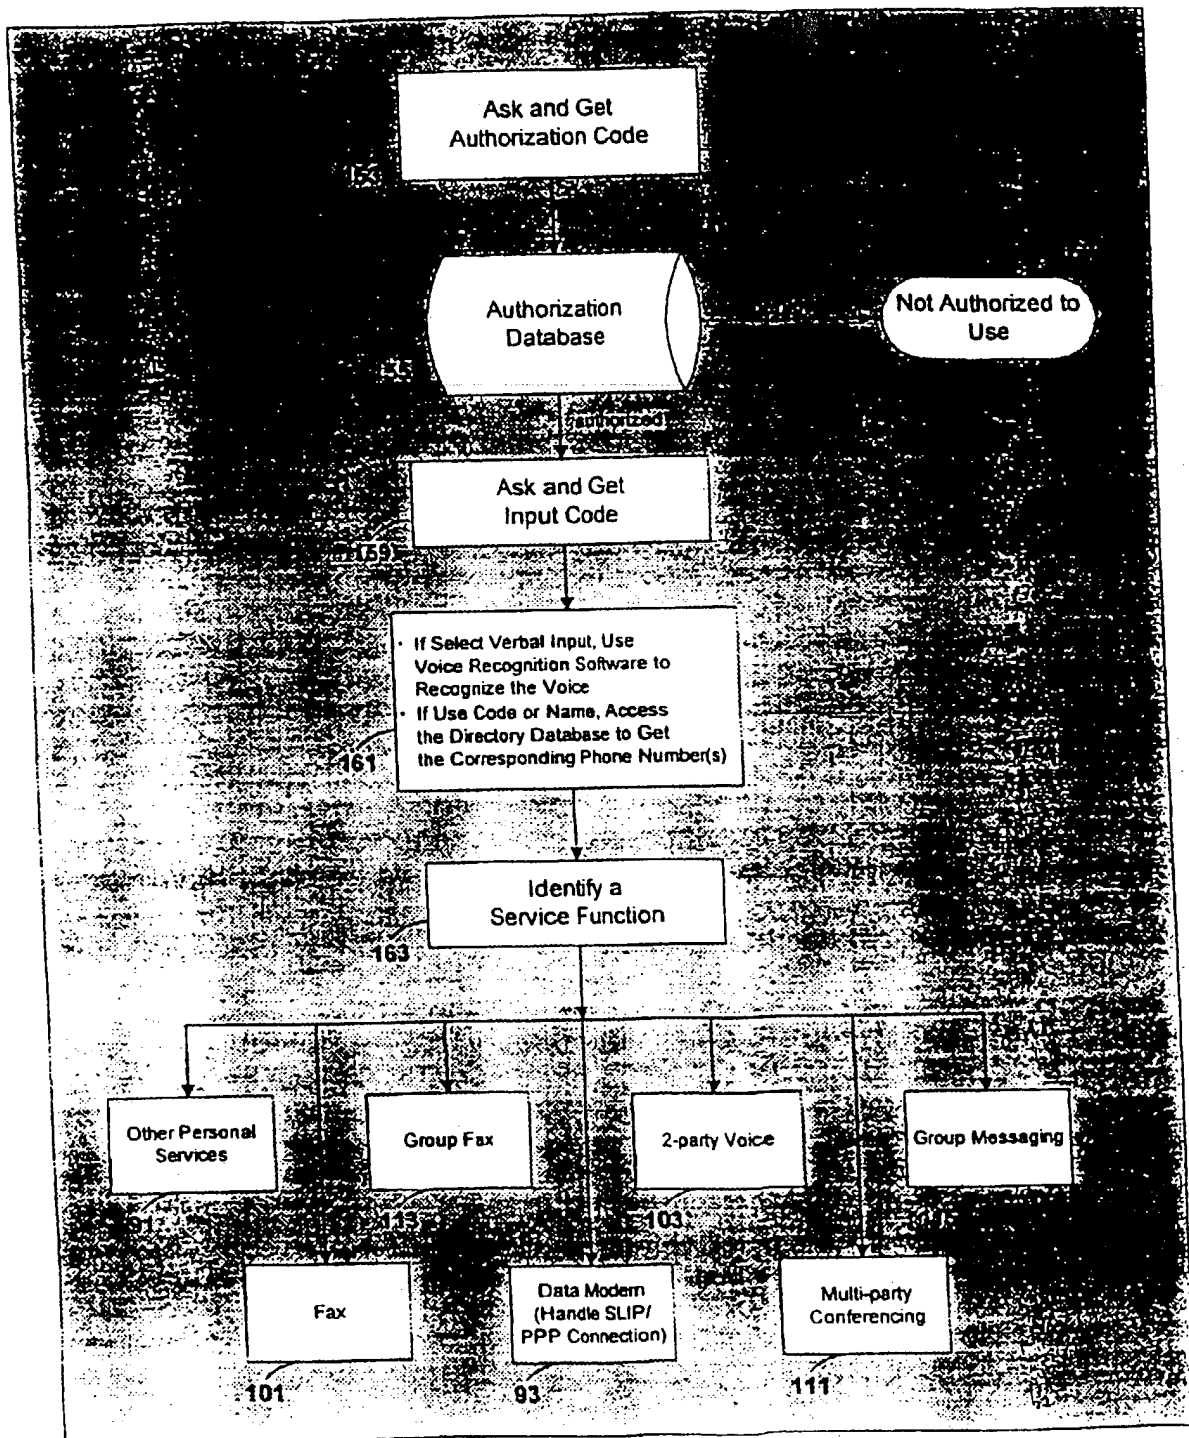 Ask and Get
Authorization Code
Authorization
Database
Not Authorized to
Use
authorized
Ask and Get
Input Code
159
· If Select Verbal Input, Use
Voice Recognition Software to
Recognize the Voice
· If Use Code or Name, Access
the Directory Database to Get
the Corresponding Phone Number(s)
161
Identify a
Service Function
163
Other Personal
Services
Group Fax
2-party Voice
Group Messaging
103
Fax
Data Modem
(Handle SLIP/
PPP Connection)
Multi-party
Conferencing
101
93
111